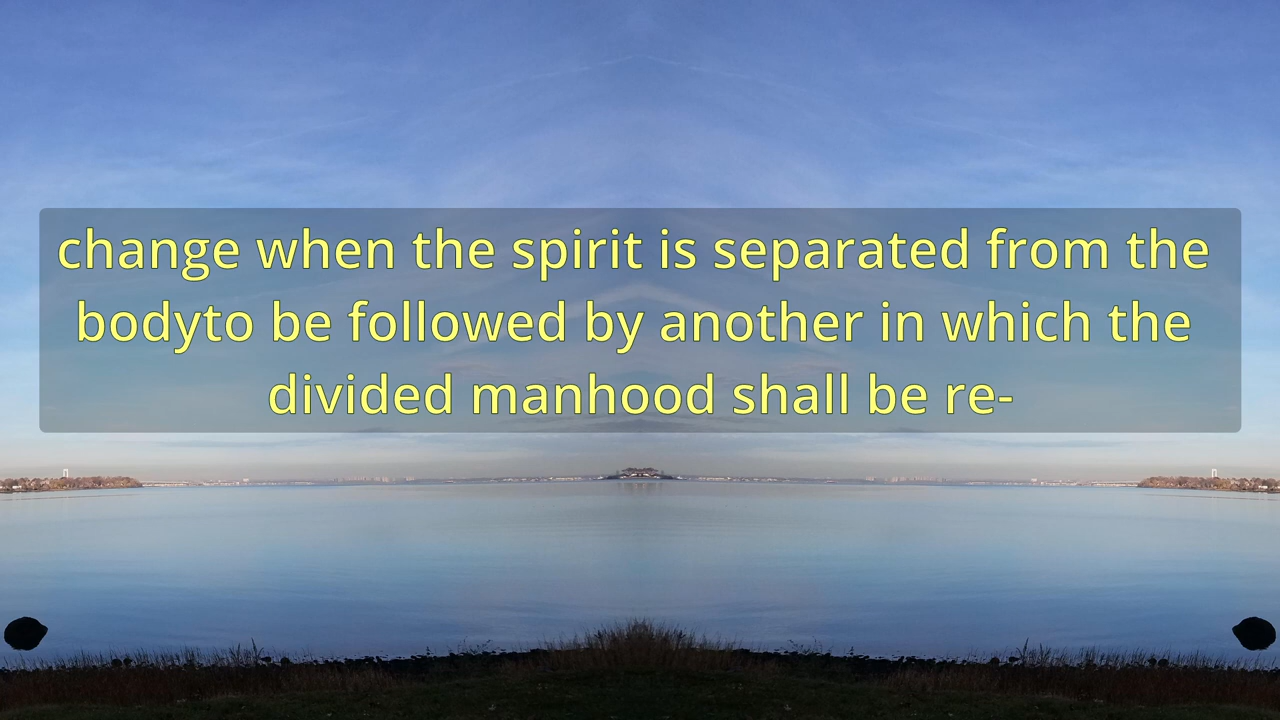 change when the spirit is separated from the
bodyto be followed by another in which the
divided manhood shall be re-